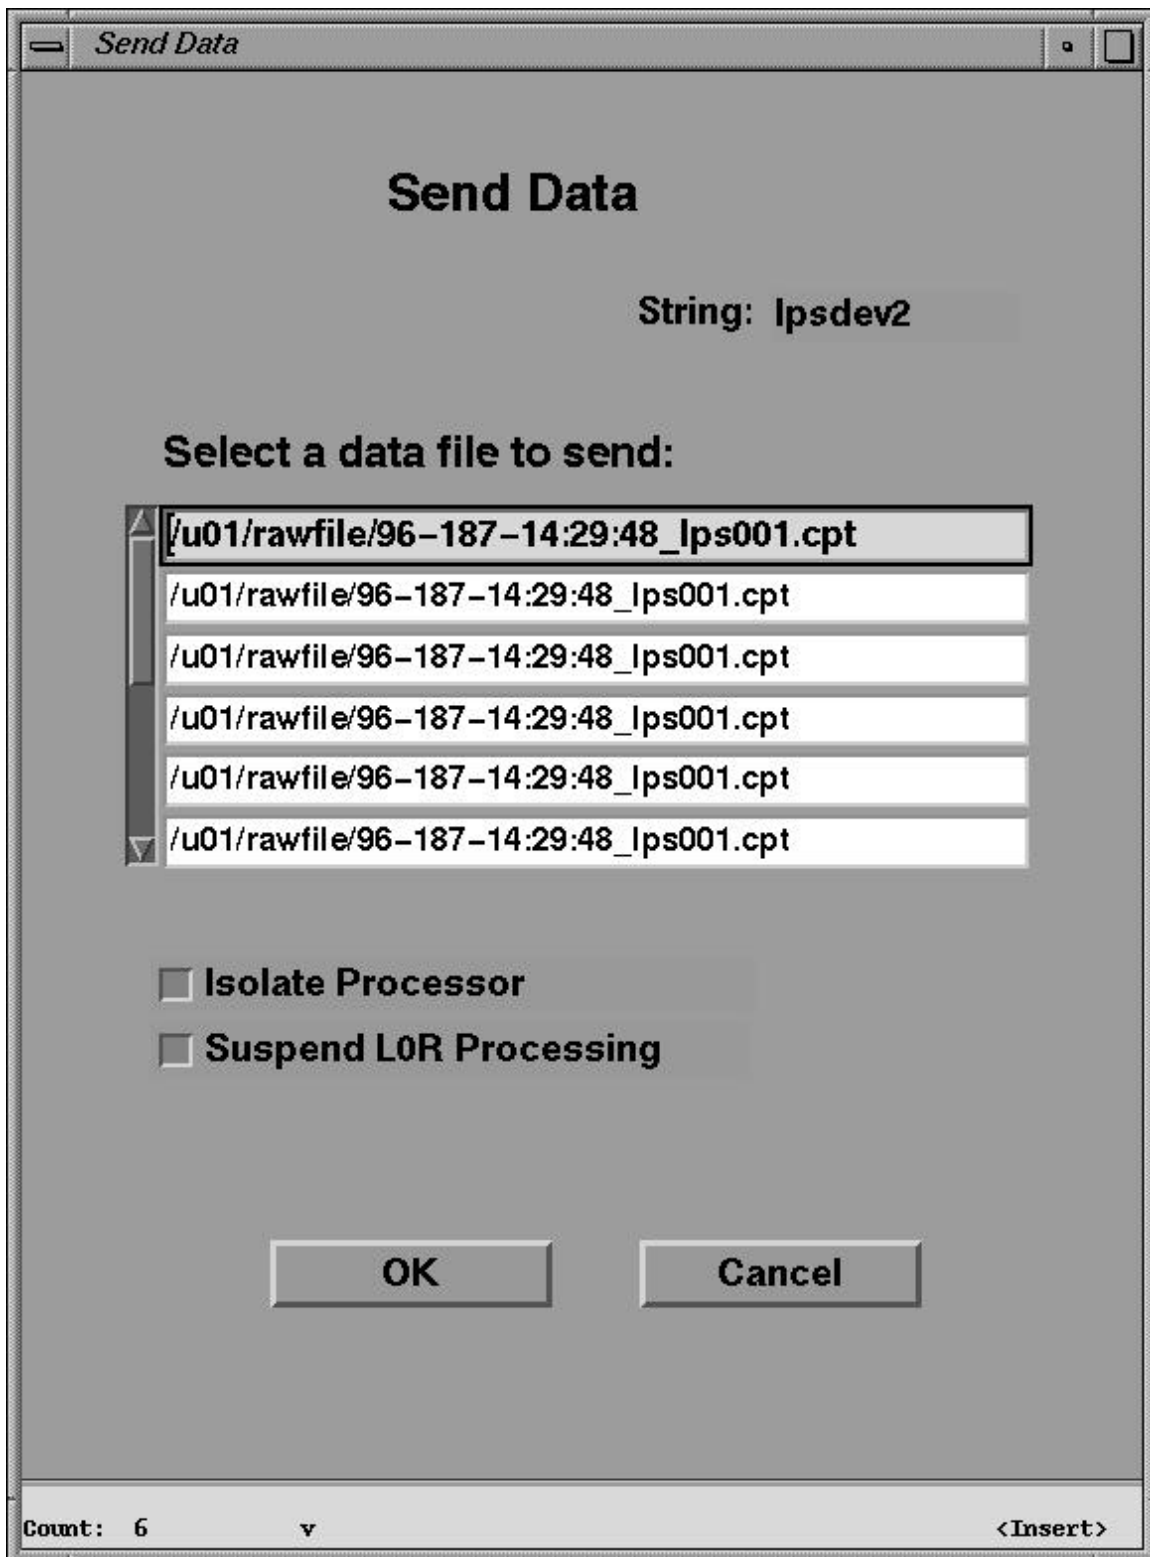 Send Data
Send Data
String: lpsdev2
Select a data file to send:
/u01/rawfile/96-187-14:29:48_lps001.cpt
/u01/rawfile/96-187-14:29:48_lps001.cpt
/u01/rawfile/96-187-14:29:48_lps001.cpt
/u01/rawfile/96-187-14:29:48_lps001.cpt
/u01/rawfile/96-187-14:29:48_lps001.cpt
/u01/rawfile/96-187-14:29:48_lps001.cpt
Isolate Processor
Suspend L0R Processing
OK Cancel
Count: 6 v <Insert>